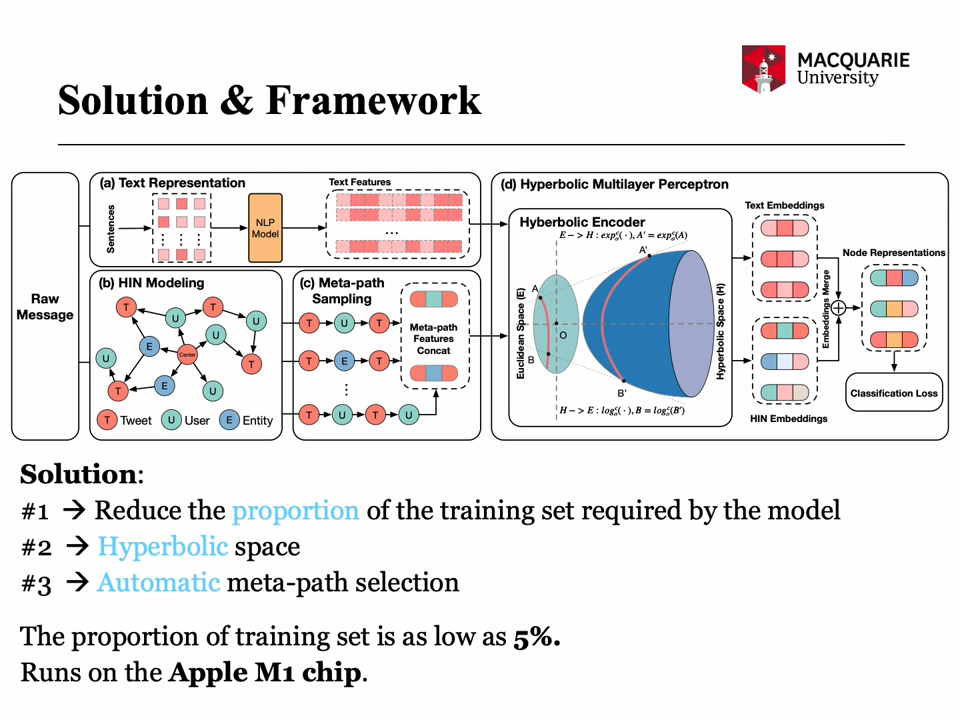 MACQUARIE
University
Solution & Framework
Raw
Message
(a) Text Representation
Sentences
NLP
Model
Text Features
...
(b) HIN Modeling
T
T
U
U
U
E
Center
U
T
E
T
U
T Tweet U User E Entity
(c) Meta-path
Sampling
T U T
T E T
T U T U
Meta-path
Features
Concat
(d) Hyperbolic Multilayer Perceptron
Hyberbolic Encoder
E − > H : exp_o^c( · ), A' = exp_o^c(A)
A'
A
O
B
B'
Euclidean Space (E)
Hyperbolic Space (H)
H − > E : log_o^c( · ), B = log_o^c(B')
Text Embeddings
HIN Embeddings
Embeddings Merge
Node Representations
Classification Loss
Solution:
#1 → Reduce the proportion of the training set required by the model
#2 → Hyperbolic space
#3 → Automatic meta-path selection
The proportion of training set is as low as 5%.
Runs on the Apple M1 chip.